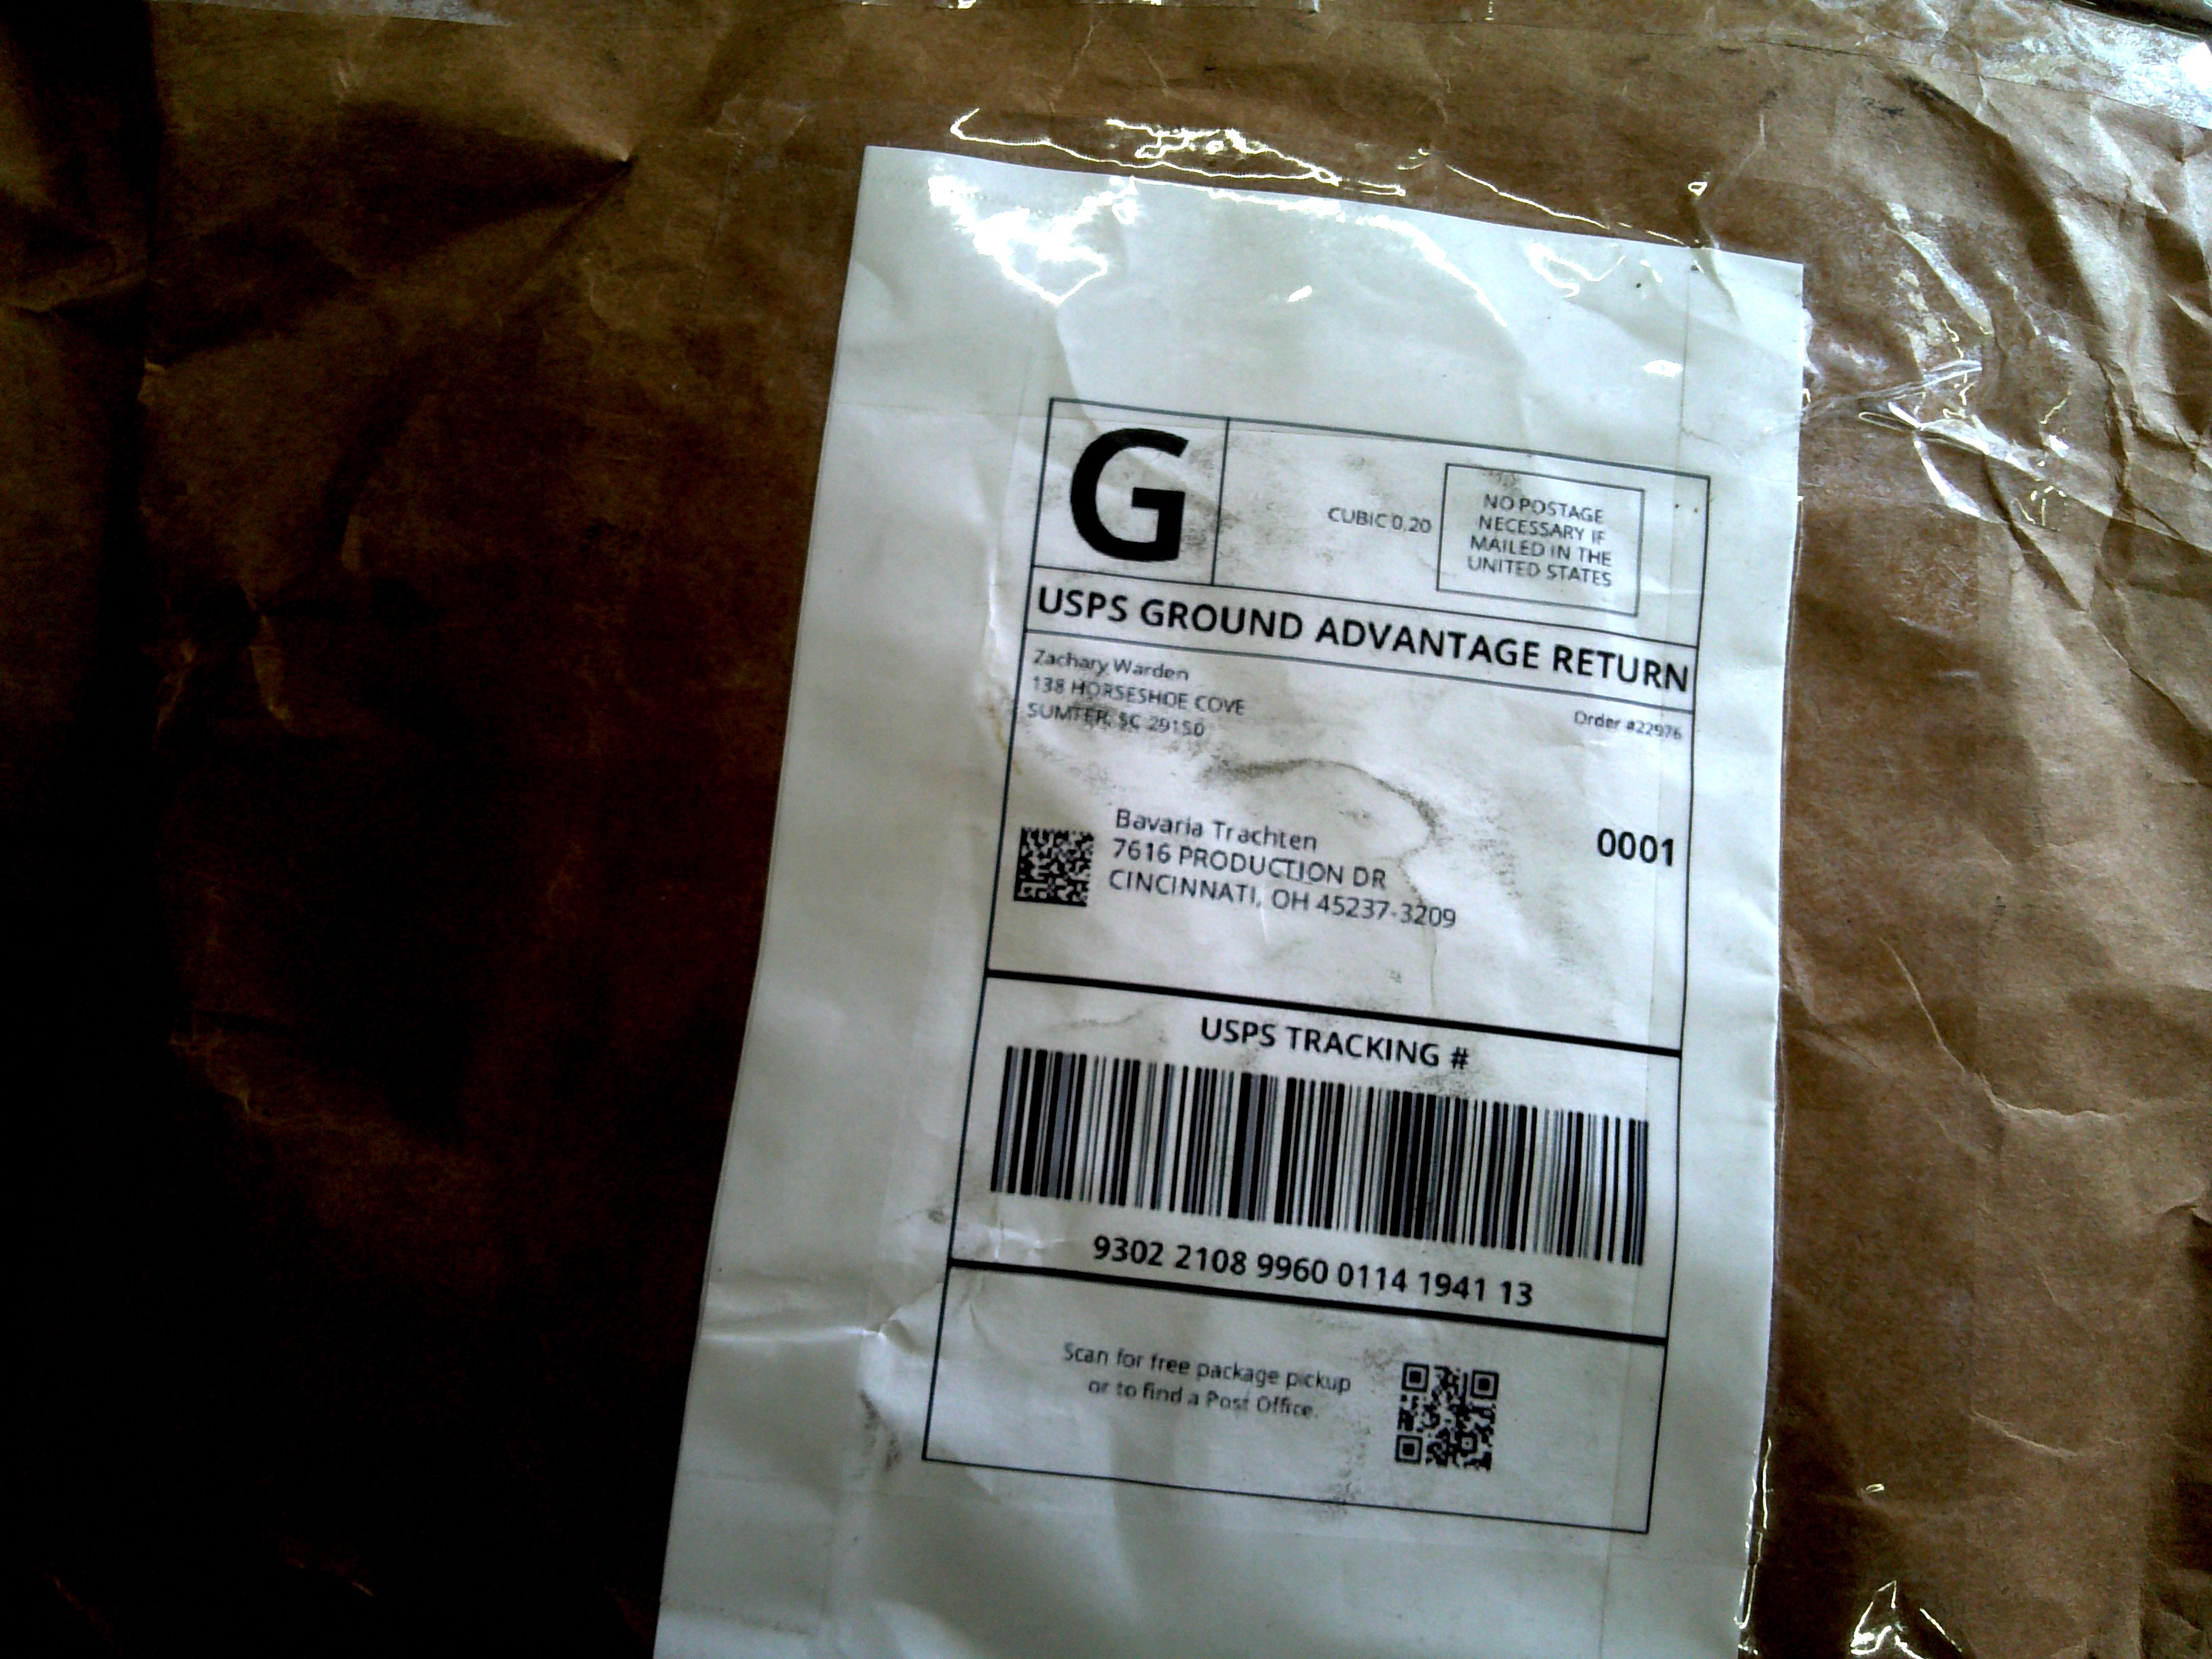 G
CUBIC 0.20
NO POSTAGE
NECESSARY IF
MAILED IN THE
UNITED STATES
USPS GROUND ADVANTAGE RETURN
Zachary Warden
138 HORSESHOE COVE
SUMTER, SC 29150
Order #22976
0001
Bavaria Trachten
7616 PRODUCTION DR
CINCINNATI, OH 45237-3209
USPS TRACKING #
9302 2108 9960 0114 1941 13
Scan for free package pickup
or to find a Post Office.